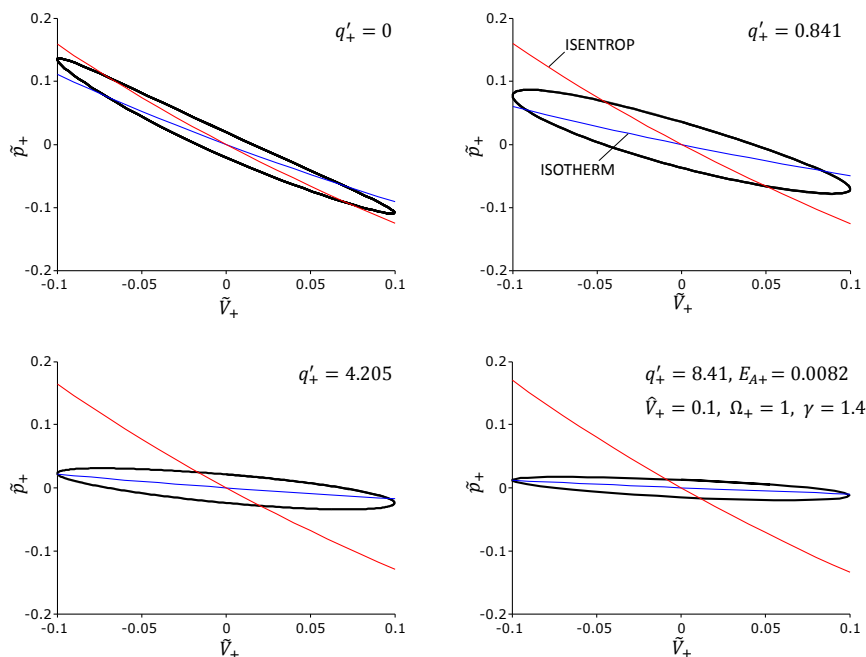 q′₊ = 0
0.2
0.1
0
-0.1
-0.2
p̃₊
-0.1
-0.05
0
0.05
0.1
Ṽ₊
q′₊ = 0.841
ISENTROP
ISOTHERM
0.2
0.1
0
-0.1
-0.2
p̃₊
-0.1
-0.05
0
0.05
0.1
Ṽ₊
q′₊ = 4.205
0.2
0.1
0
-0.1
-0.2
p̃₊
-0.1
-0.05
0
0.05
0.1
Ṽ₊
q′₊ = 8.41, E_A+ = 0.0082
V̂₊ = 0.1, Ω₊ = 1, γ = 1.4
0.2
0.1
0
-0.1
-0.2
p̃₊
-0.1
-0.05
0
0.05
0.1
Ṽ₊